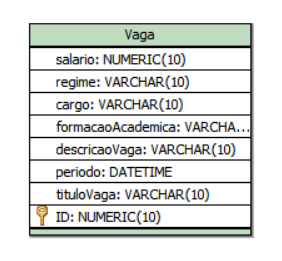 Vaga
salario: NUMERIC(10)
regime: VARCHAR(10)
cargo: VARCHAR(10)
formacaoAcademica: VARCHA...
descricaoVaga: VARCHAR(10)
periodo: DATETIME
tituloVaga: VARCHAR(10)
ID: NUMERIC(10)